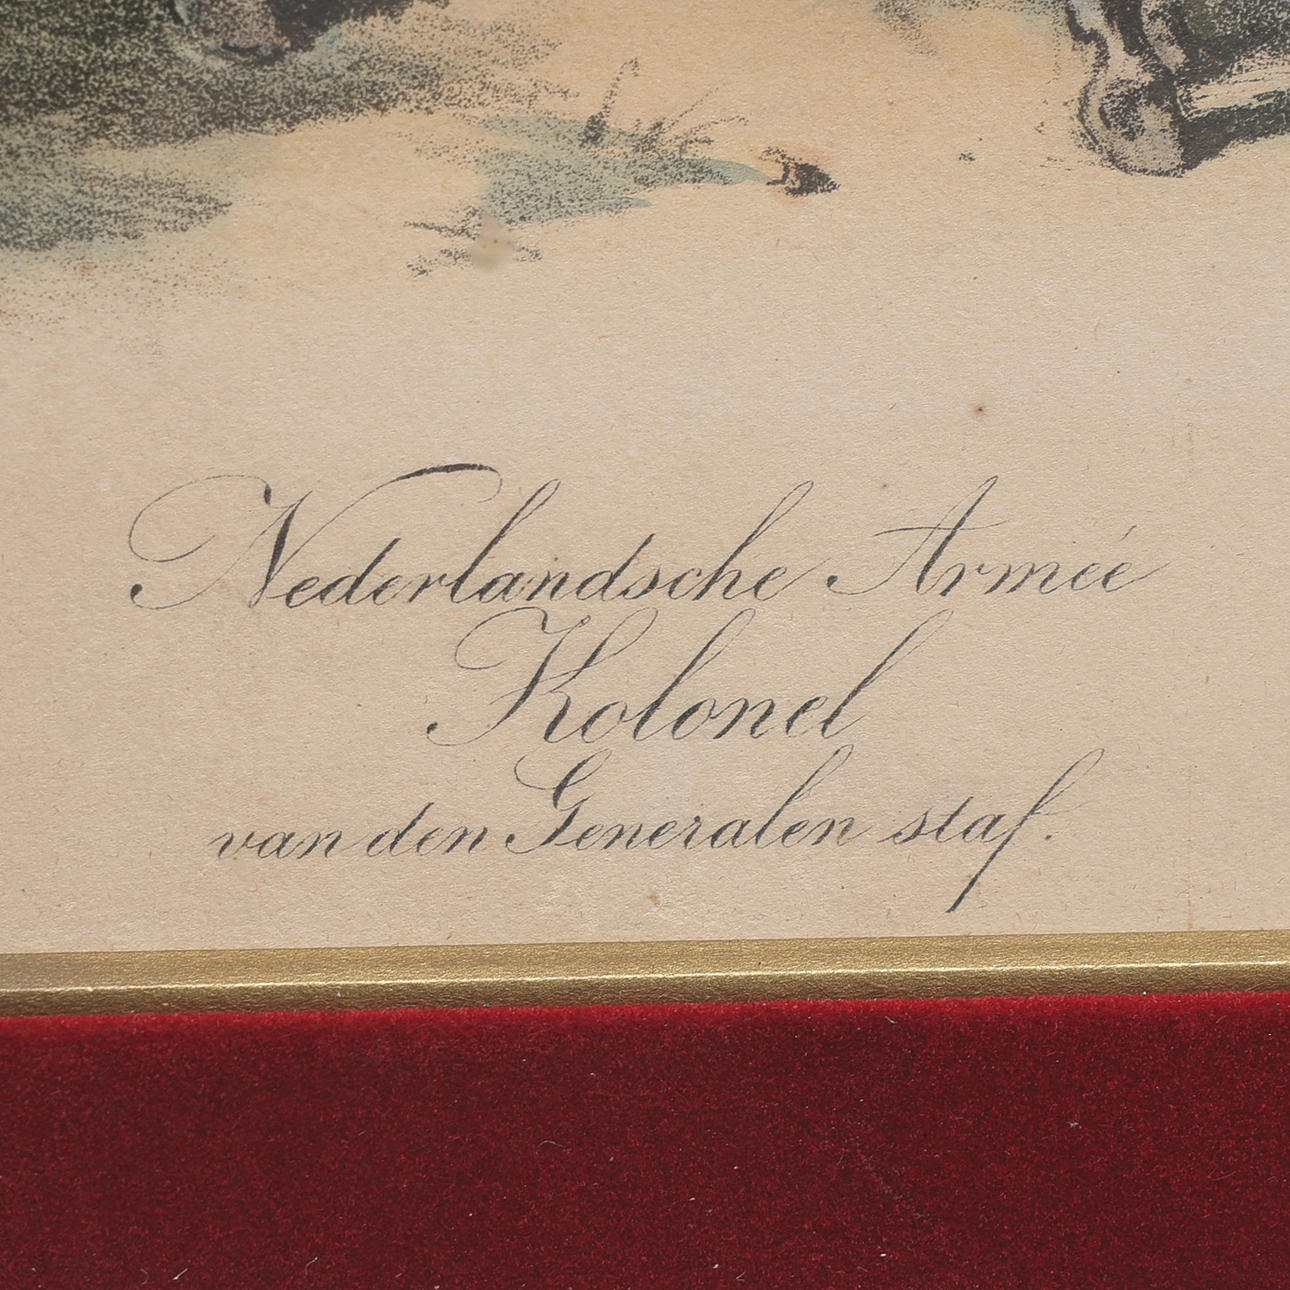 Nederlandsche Armée
Kolonel
van den Generalen staf.